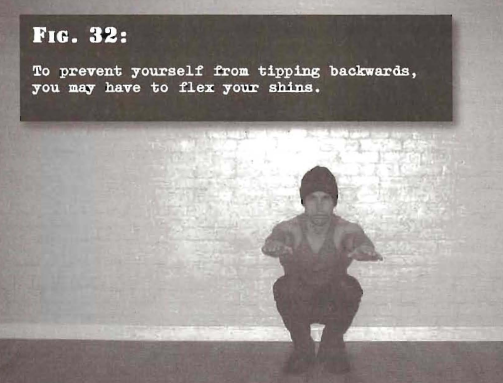 FIG. 32:
To prevent yourself from tipping backwards,
you may have to flex your shins.